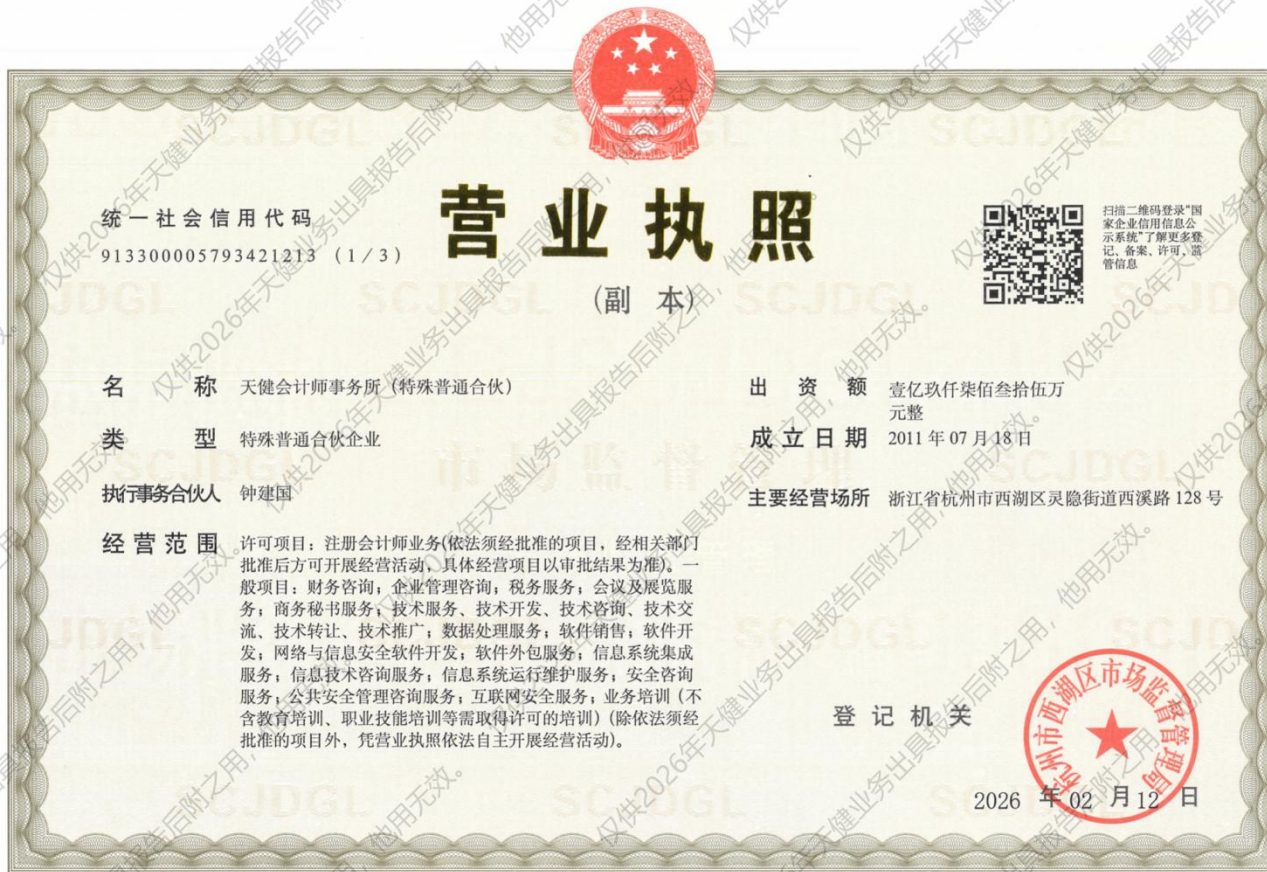 营业执照
(副 本)
统一社会信用代码
913300005793421213 (1/3)
扫描二维码登录“国
家企业信用信息公
示系统”了解更多登
记、备案、许可、监
管信息
名 称 天健会计师事务所（特殊普通合伙）
类 型 特殊普通合伙企业
执行事务合伙人 钟建国
经营范围 许可项目：注册会计师业务(依法须经批准的项目，经相关部门
批准后方可开展经营活动，具体经营项目以审批结果为准)。一
般项目：财务咨询；企业管理咨询；税务服务；会议及展览服
务；商务秘书服务；技术服务、技术开发、技术咨询、技术交
流、技术转让、技术推广；数据处理服务；软件销售；软件开
发；网络与信息安全软件开发；软件外包服务；信息系统集成
服务；信息技术咨询服务；信息系统运行维护服务；安全咨询
服务；公共安全管理咨询服务；互联网安全服务；业务培训（不
含教育培训、职业技能培训等需取得许可的培训）(除依法须经
批准的项目外，凭营业执照依法自主开展经营活动)。
出 资 额 壹亿玖仟柒佰叁拾伍万
元整
成立日期 2011年07月18日
主要经营场所 浙江省杭州市西湖区灵隐街道西溪路128号
登记机关
杭州市西湖区市场监督管理局
2026 年 02 月 12 日
仅供2026年天健业务出具报告后附之用，他用无效。
SCJDGL
市场监督管理